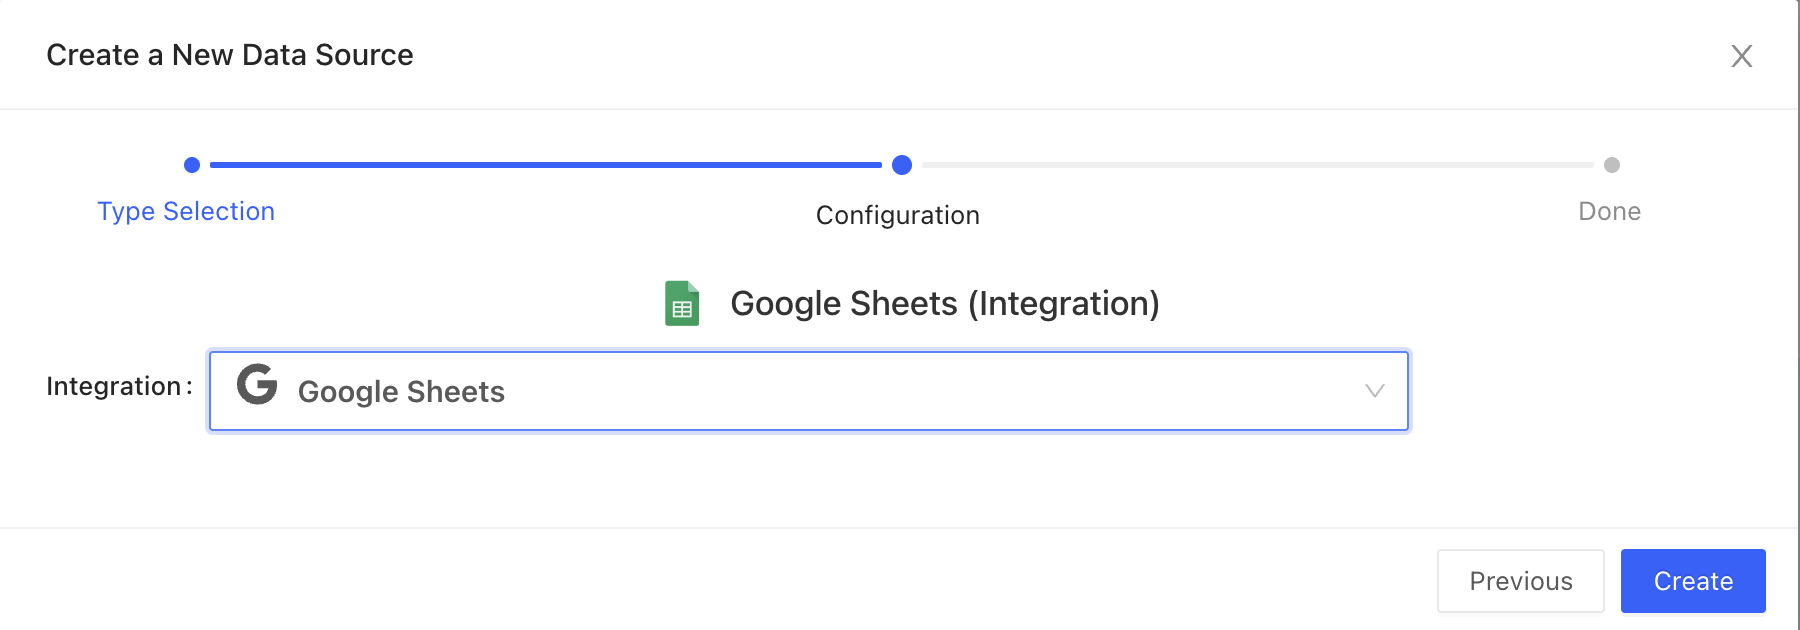 Create a New Data Source
Type Selection
Configuration
Done
Google Sheets (Integration)
Integration:
Google Sheets
Previous
Create